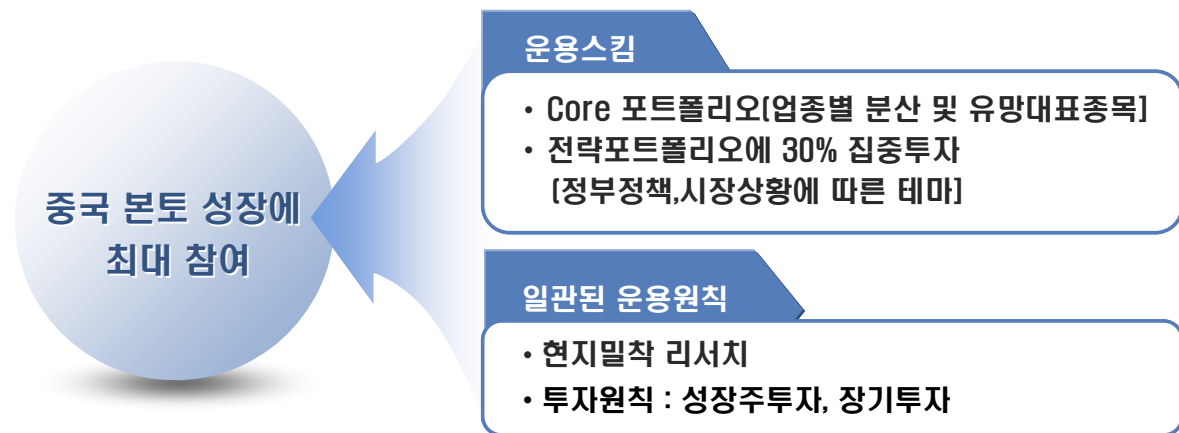 중국 본토 성장에
최대 참여
운용스킴
• Core 포트폴리오[업종별 분산 및 유망대표종목]
• 전략포트폴리오에 30% 집중투자
[정부정책,시장상황에 따른 테마]
일관된 운용원칙
• 현지밀착 리서치
• 투자원칙 : 성장주투자, 장기투자